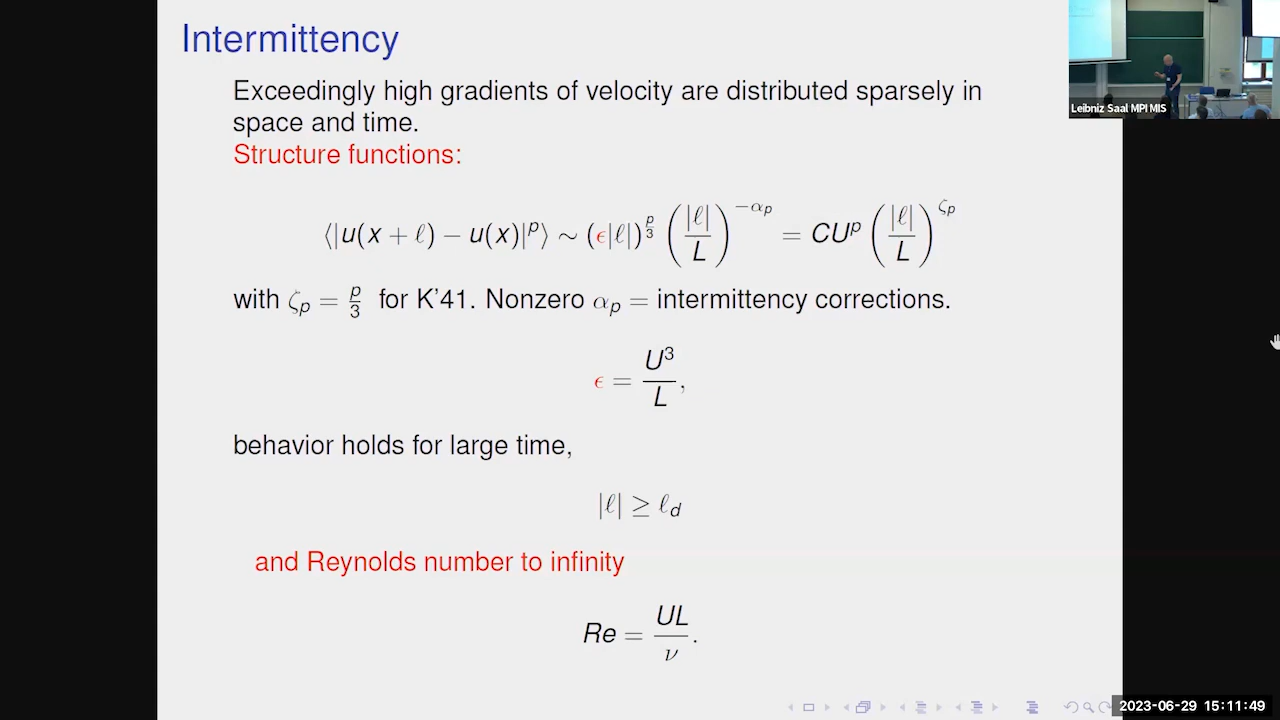 Intermittency
Exceedingly high gradients of velocity are distributed sparsely in
space and time.
Structure functions:
⟨|u(x + ℓ) − u(x)|^p⟩ ∼ (ϵ|ℓ|)^{p/3} (|ℓ|/L)^{−α_p} = CU^p (|ℓ|/L)^{ζ_p}
with ζ_p = p/3 for K'41. Nonzero α_p = intermittency corrections.
ϵ = U^3/L,
behavior holds for large time,
|ℓ| ≥ ℓ_d
and Reynolds number to infinity
Re = UL/ν.
Leibniz Saal MPI MIS
2023-06-29 15:11:49